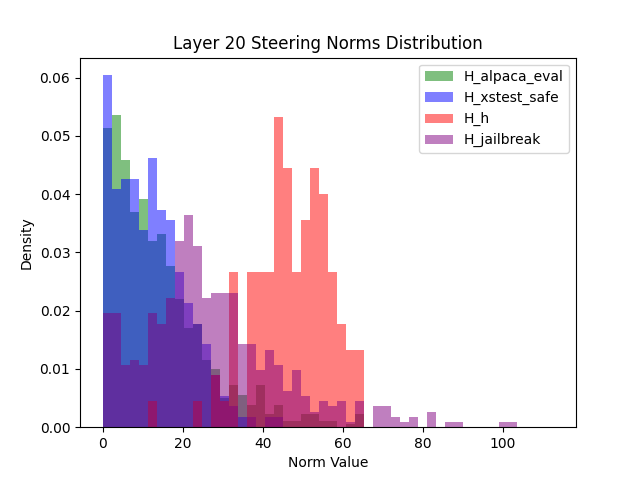 Layer 20 Steering Norms Distribution
H_alpaca_eval
H_xstest_safe
H_h
H_jailbreak
Density
0.06
0.05
0.04
0.03
0.02
0.01
0.00
0 20 40 60 80 100
Norm Value